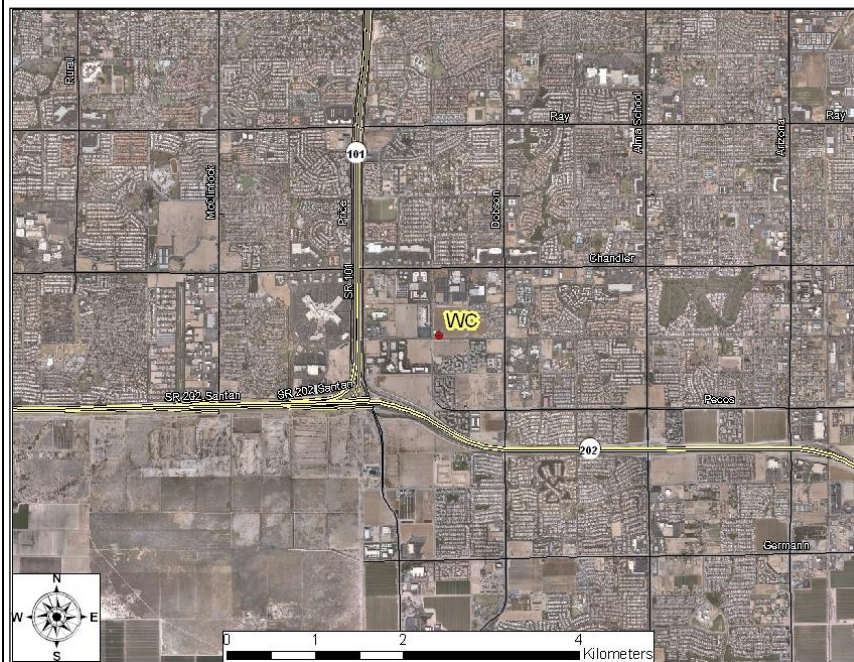 Rural
Ray
Alma School
Arizona
Ray
101
McClintock
Price
Dobson
SR 101
Chandler
WC
SR 202 Santan
SR 202 Santan
Pecos
202
Germann
N
W
E
S
0
1
2
4
Kilometers